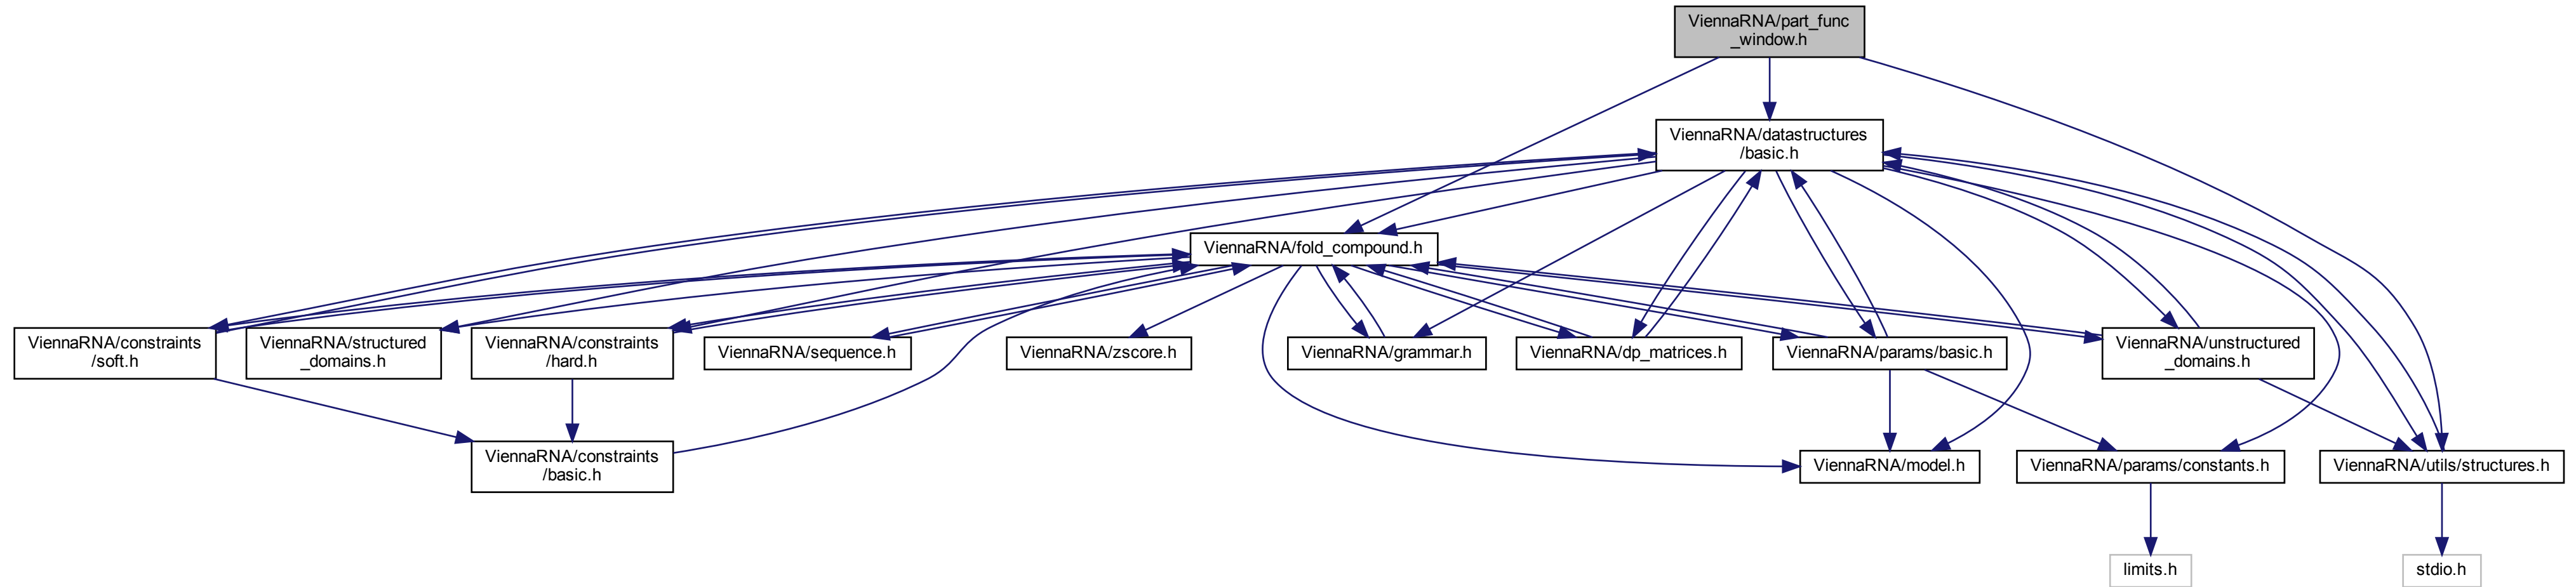 ViennaRNA/part_func
_window.h
ViennaRNA/datastructures
/basic.h
ViennaRNA/fold_compound.h
ViennaRNA/constraints
/soft.h
ViennaRNA/structured
_domains.h
ViennaRNA/constraints
/hard.h
ViennaRNA/sequence.h
ViennaRNA/zscore.h
ViennaRNA/grammar.h
ViennaRNA/dp_matrices.h
ViennaRNA/params/basic.h
ViennaRNA/unstructured
_domains.h
ViennaRNA/constraints
/basic.h
ViennaRNA/model.h
ViennaRNA/params/constants.h
ViennaRNA/utils/structures.h
limits.h
stdio.h